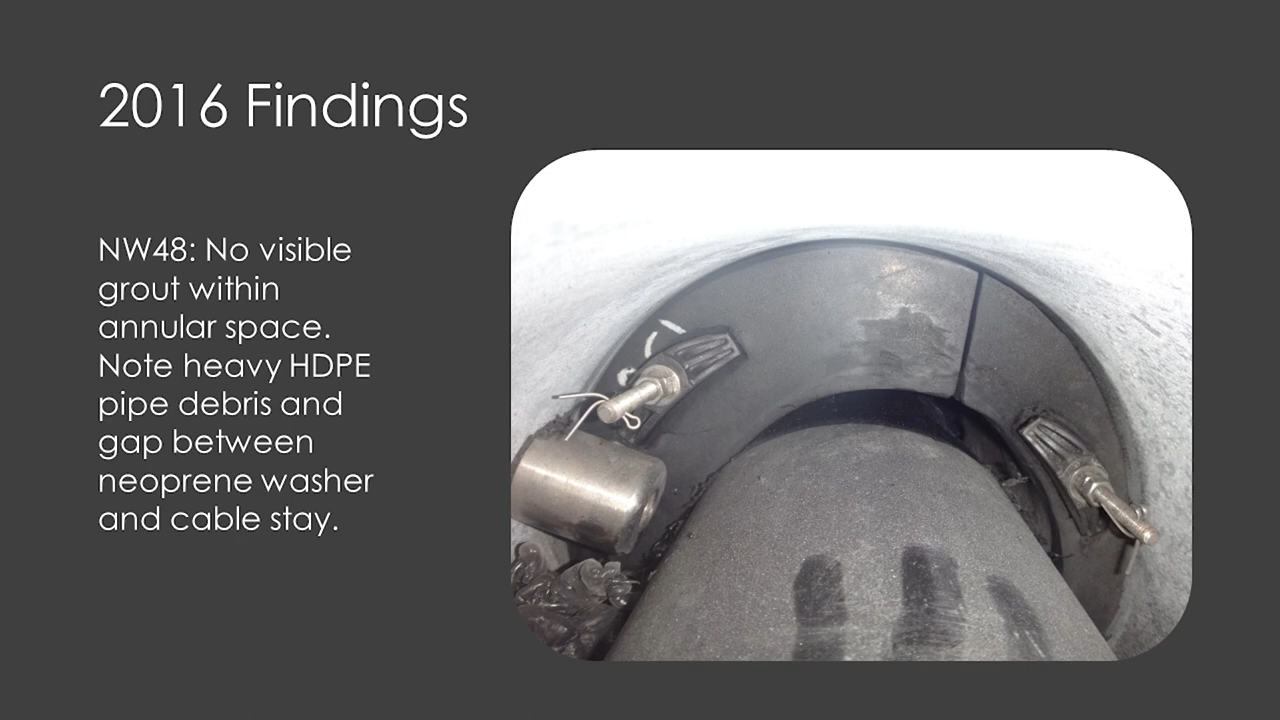 2016 Findings
NW48: No visible
grout within
annular space.
Note heavy HDPE
pipe debris and
gap between
neoprene washer
and cable stay.